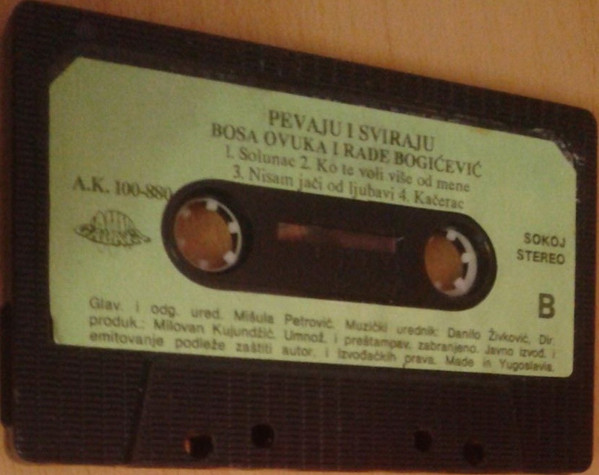 PEVAJU I SVIRAJU
BOSA OVUKA I RADE BOGIĆEVIĆ
1. Solunac 2. Ko te voli više od mene
3. Nisam jači od ljubavi 4. Kačerac
A.K. 100-880
SOKOJ
STEREO
B
Glav. i odg. ured. Mišula Petrović. Muzički urednik: Danilo Živković, Dir.
produk.: Milovan Kujundžić. Umnož. i preštampav. zabranjeno. Javno izvod. i
emitovanje podleže zaštiti autor. i izvođačkih prava. Made in Yugoslavia.